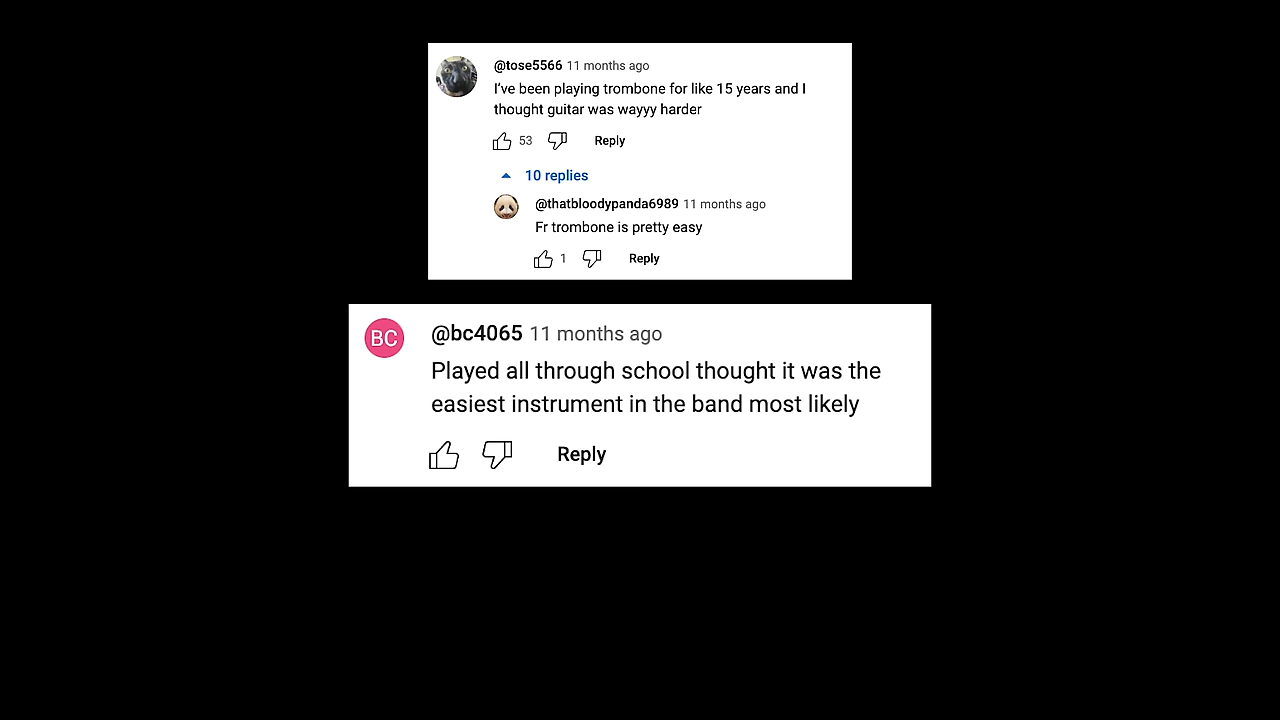 @tose5566 11 months ago
I've been playing trombone for like 15 years and I
thought guitar was wayyy harder
53 Reply
10 replies
@thatbloodypanda6989 11 months ago
Fr trombone is pretty easy
1 Reply
BC
@bc4065 11 months ago
Played all through school thought it was the
easiest instrument in the band most likely
Reply